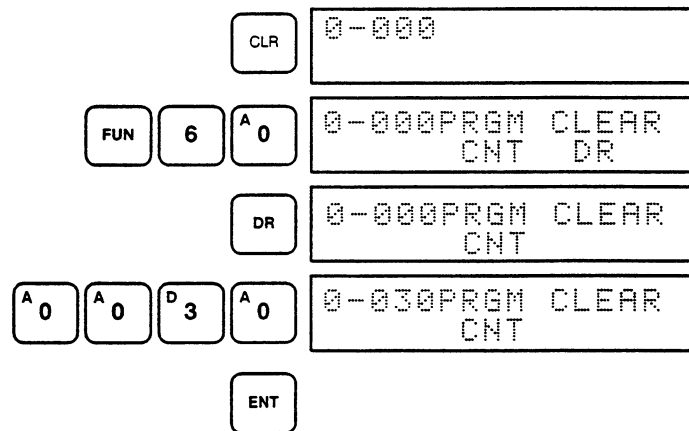 CLR
0-000
FUN 6 A 0
0-000PRGM CLEAR
CNT DR
DR
0-000PRGM CLEAR
CNT
A 0 A 0 D 3 A 0
0-030PRGM CLEAR
CNT
ENT